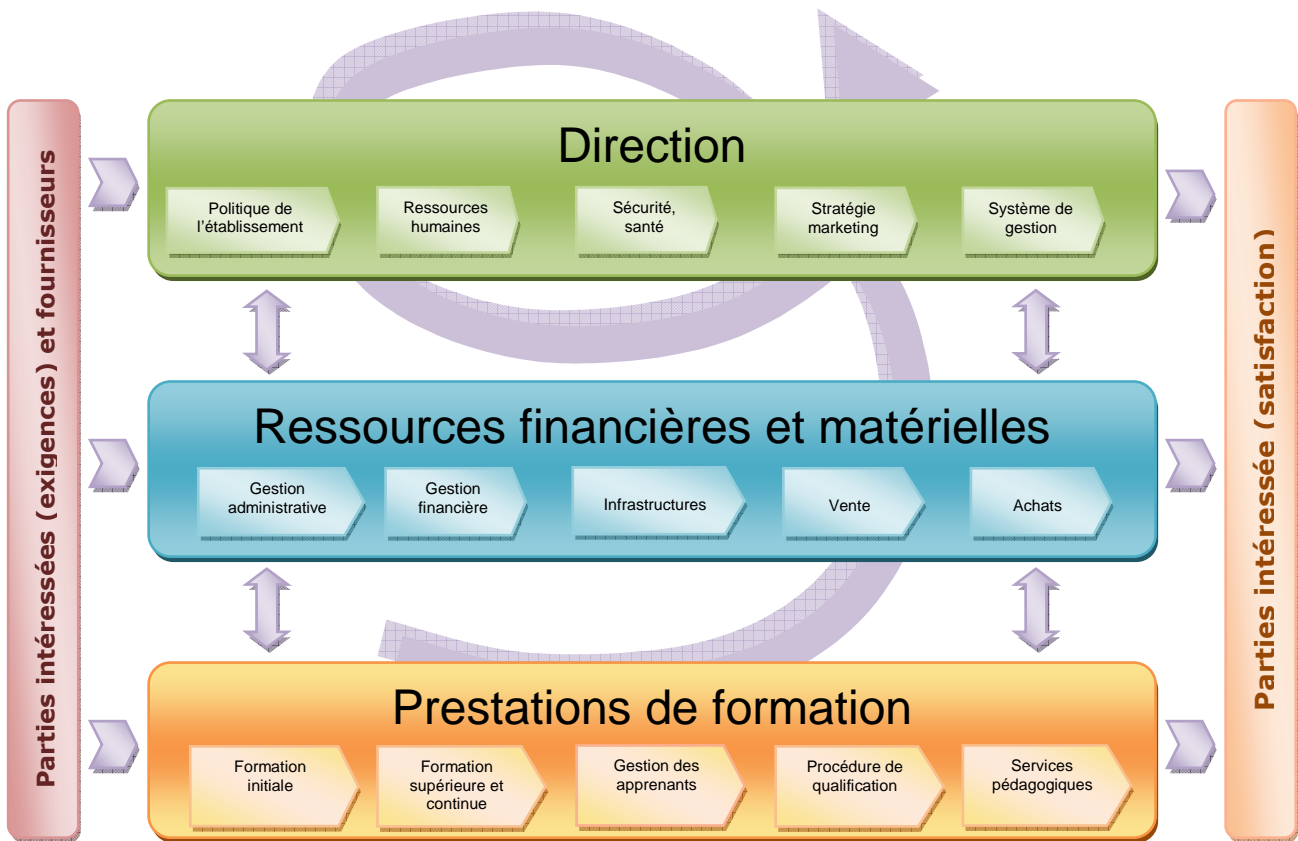 Parties intéressées (exigences) et fournisseurs
Direction
Politique de
l'établissement
Ressources
humaines
Sécurité,
santé
Stratégie
marketing
Système de
gestion
Ressources financières et matérielles
Gestion
administrative
Gestion
financière
Infrastructures
Vente
Achats
Prestations de formation
Formation
initiale
Formation
supérieure et
continue
Gestion des
apprenants
Procédure de
qualification
Services
pédagogiques
Parties intéressée (satisfaction)